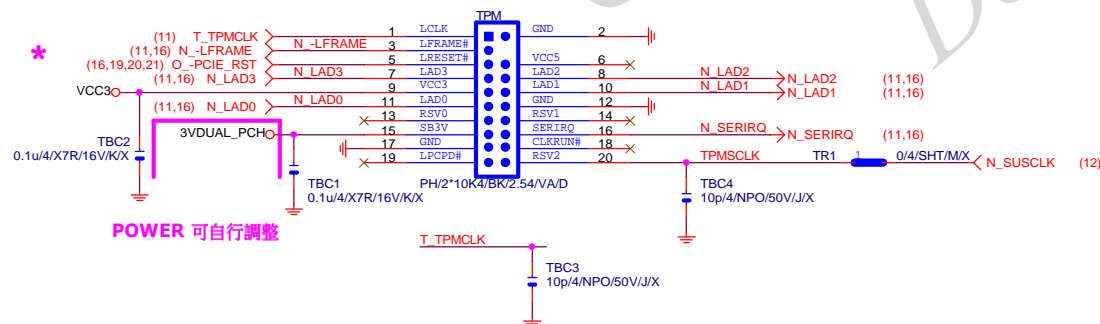 TPM
(11) T_TPMCLK 1 LCLK GND 2
(11,16) N_-LFRAME N_-LFRAME 3 LFRAME#
(16,19,20,21) O_-PCIE_RST 5 LRESET# VCC5 6
(11,16) N_LAD3 N_LAD3 7 LAD3 LAD2 8 N_LAD2 N_LAD2 (11,16)
VCC3 9 VCC3 LAD1 10 N_LAD1 N_LAD1 (11,16)
(11,16) N_LAD0 N_LAD0 11 LAD0 GND 12
13 RSV0 RSV1 14
3VDUAL_PCH 15 SB3V SERIRQ 16 N_SERIRQ N_SERIRQ (11,16)
17 GND CLKRUN# 18
19 LPCPD# RSV2 20 TPMSCLK TR1 1 0/4/SHT/M/X N_SUSCLK (12)
PH/2*10K4/BK/2.54/VA/D
TBC2
0.1u/4/X7R/16V/K/X
TBC1
0.1u/4/X7R/16V/K/X
TBC4
10p/4/NPO/50V/J/X
*
POWER 可自行調整
T_TPMCLK
TBC3
10p/4/NPO/50V/J/X